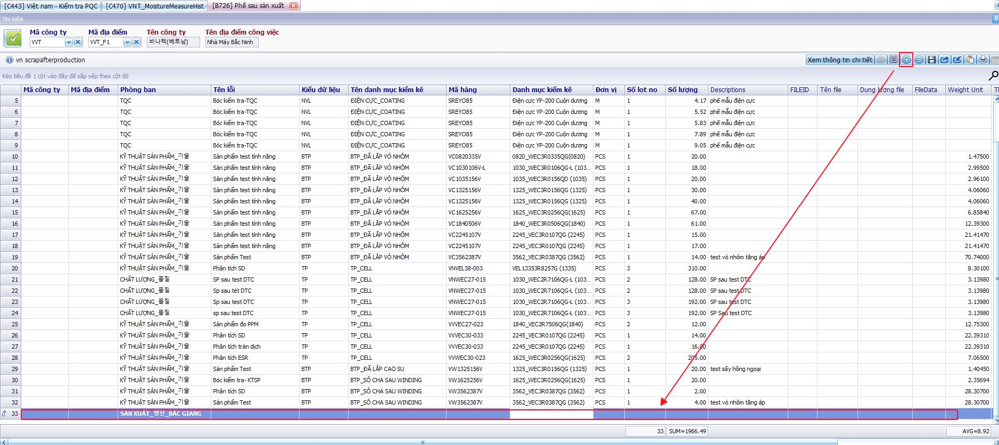 [C443] Việt nam - Kiểm tra PQC [C470] VNT_MoistureMeasureHist [B726] Phế sau sản xuất
Tìm kiếm
Mã công ty Mã địa điểm Tên công ty Tên địa điểm công việc
VVT VVT_F1 비나텍(베트남) Nhà Máy Bắc Ninh
vn scrapafterproduction Xem thông tin chi tiết
Kéo tiêu đề 1 cột vào đây để sắp xếp theo cột đó
Mã công ty Mã địa điểm Phòng ban Tên lỗi Kiểu dữ liệu Tên danh mục kiểm kê Mã hàng Danh mục kiểm kê Đơn vị Số lot no Số lượng Descriptions FILEID Tên file Dung lượng file FileData Weight Unit
5 TQC Bóc kiểm tra-TQC NVL ĐIỆN CỰC_COATING SREYO85 Điện cực YP-200 Cuộn dương M 1 4.17 phế mẫu điện cực
6 TQC Bóc kiểm tra-TQC NVL ĐIỆN CỰC_COATING SREYO85 Điện cực YP-200 Cuộn dương M 1 5.52 phế mẫu điện cực
7 TQC Bóc kiểm tra-TQC NVL ĐIỆN CỰC_COATING SREYO85 Điện cực YP-200 Cuộn dương M 1 5.83 phế mẫu điện cực
8 TQC Bóc kiểm tra-TQC NVL ĐIỆN CỰC_COATING SREYO85 Điện cực YP-200 Cuộn dương M 1 7.89 phế mẫu điện cực
9 TQC Bóc kiểm tra-TQC NVL ĐIỆN CỰC_COATING SREYO85 Điện cực YP-200 Cuộn dương M 1 9.05 phế mẫu điện cực
10 KỸ THUẬT SẢN PHẨM_기술 Sản phẩm test tính năng BTP BTP_ĐÃ LẮP VỎ NHÔM VC0820335V 0820_WEC3R0335QG(0820) PCS 1 20.00 1.47500
11 KỸ THUẬT SẢN PHẨM_기술 Sản phẩm test tính năng BTP BTP_ĐÃ LẮP VỎ NHÔM VC1030106V-L 1030_WEC3R0106QG-L (103... PCS 1 18.00 2.99500
12 KỸ THUẬT SẢN PHẨM_기술 Sản phẩm test tính năng BTP BTP_ĐÃ LẮP VỎ NHÔM VC1035156V 1035_WEC3R0156QD (1035) PCS 1 20.00 2.96100
13 KỸ THUẬT SẢN PHẨM_기술 Sản phẩm test tính năng BTP BTP_ĐÃ LẮP VỎ NHÔM VC1325156V 1325_WEC3R0156QG (1325) PCS 1 30.00 4.06060
14 KỸ THUẬT SẢN PHẨM_기술 Sản phẩm test tính năng BTP BTP_ĐÃ LẮP VỎ NHÔM VC1325156V 1325_WEC3R0156QG (1325) PCS 1 40.00 4.06060
15 KỸ THUẬT SẢN PHẨM_기술 Sản phẩm test tính năng BTP BTP_ĐÃ LẮP VỎ NHÔM VC1625256V 1625_WEC3R0256QG(1625) PCS 1 67.00 6.85840
16 KỸ THUẬT SẢN PHẨM_기술 Sản phẩm test tính năng BTP BTP_ĐÃ LẮP VỎ NHÔM VC1840506V 1840_WEC3R0506QG(1840) PCS 1 61.00 12.39300
17 KỸ THUẬT SẢN PHẨM_기술 Sản phẩm test tính năng BTP BTP_ĐÃ LẮP VỎ NHÔM VC2245107V 2245_VEC3R0107QG (2245) PCS 1 15.00 21.41470
18 KỸ THUẬT SẢN PHẨM_기술 Sản phẩm test tính năng BTP BTP_ĐÃ LẮP VỎ NHÔM VC2245107V 2245_VEC3R0107QG (2245) PCS 1 17.00 21.41470
19 KỸ THUẬT SẢN PHẨM_기술 Sản phẩm Test BTP BTP_ĐÃ LẮP VỎ NHÔM VC3562387V 3562_VEC3R0387QG (3562) PCS 1 14.00 test vỏ nhôm tăng áp 70.74000
20 KỸ THUẬT SẢN PHẨM_기술 Phân tích SD TP TP_CELL VNVEL38-003 VEL13353R8257G (1335) PCS 3 310.00 8.30100
21 CHẤT LƯỢNG_품질 SP sau test DTC TP TP_CELL VNWEC27-015 1030_WEC2R7106QG-L (103... PCS 2 128.00 SP sau test DTC 3.13980
22 CHẤT LƯỢNG_품질 Sp sau tét DTC TP TP_CELL VNWEC27-015 1030_WEC2R7106QG-L (103... PCS 2 128.00 SP sau test DTC 3.13980
23 CHẤT LƯỢNG_품질 Sp sau test DTC TP TP_CELL VNWEC27-015 1030_WEC2R7106QG-L (103... PCS 3 192.00 SP sau test DTC 3.13980
24 CHẤT LƯỢNG_품질 sp sau test DTC TP TP_CELL VNWEC27-015 1030_WEC2R7106QG-L (103... PCS 3 192.00 SP Sau test DTC 3.13980
25 KỸ THUẬT SẢN PHẨM_기술 Sản phẩm đo PPM TP TP_CELL VVVEC27-023 1840_VEC2R7506QG(1840) PCS 2 12.00 12.75300
26 KỸ THUẬT SẢN PHẨM_기술 Phân tích SD TP TP_CELL VVVEC30-033 2245_VEC3R0107QG (2245) PCS 1 14.00 22.39310
27 KỸ THUẬT SẢN PHẨM_기술 Phân tích tràn dịch TP TP_CELL VVVEC30-033 2245_VEC3R0107QG (2245) PCS 1 16.00 22.39310
28 KỸ THUẬT SẢN PHẨM_기술 Phân tích ESR TP TP_CELL VVWEC30-023 1625_WEC3R0256QG(1625) PCS 2 205.00 7.06500
29 KỸ THUẬT SẢN PHẨM_기술 Sản phẩm Test BTP BTP_ĐÃ LẮP CAO SU VW1325156V 1325_WEC3R0156QG (1325) PCS 1 20.00 test sấy hồng ngoại 1.40450
30 KỸ THUẬT SẢN PHẨM_기술 Bóc kiểm tra- KTSP BTP BTP_SÔ CHA SAU WINDING VW1625256V 1625_WEC3R0256QG(1625) PCS 1 20.00 2.35694
31 KỸ THUẬT SẢN PHẨM_기술 Phân tích SD BTP BTP_SÔ CHA SAU WINDING VW3562387V 3562_VEC3R0387QG (3562) PCS 1 2.00 28.30700
32 KỸ THUẬT SẢN PHẨM_기술 Sản phẩm Test BTP BTP_SÔ CHA SAU WINDING VW3562387V 3562_VEC3R0387QG (3562) PCS 1 4.00 test vỏ nhôm tăng áp 28.30700
33 SẢN XUẤT_생산_BẮC GIANG
33 SUM=1966.49 AVG=8.92